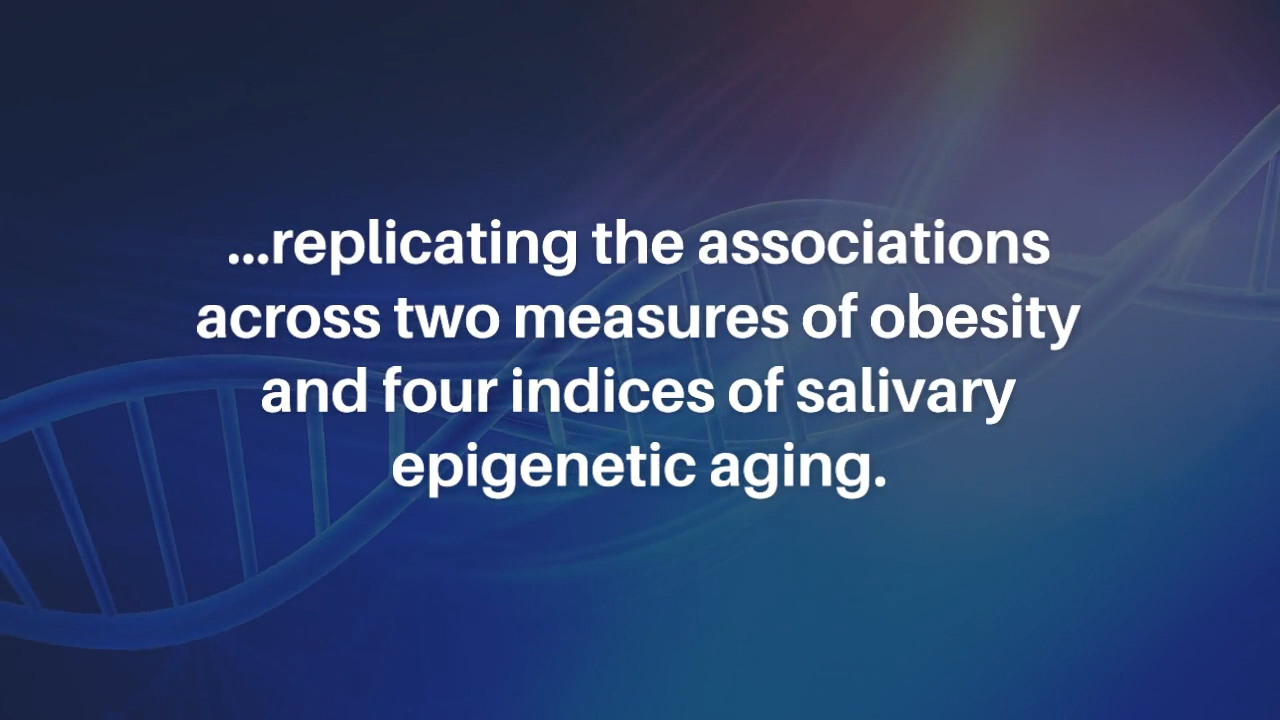 ...replicating the associations
across two measures of obesity
and four indices of salivary
epigenetic aging.